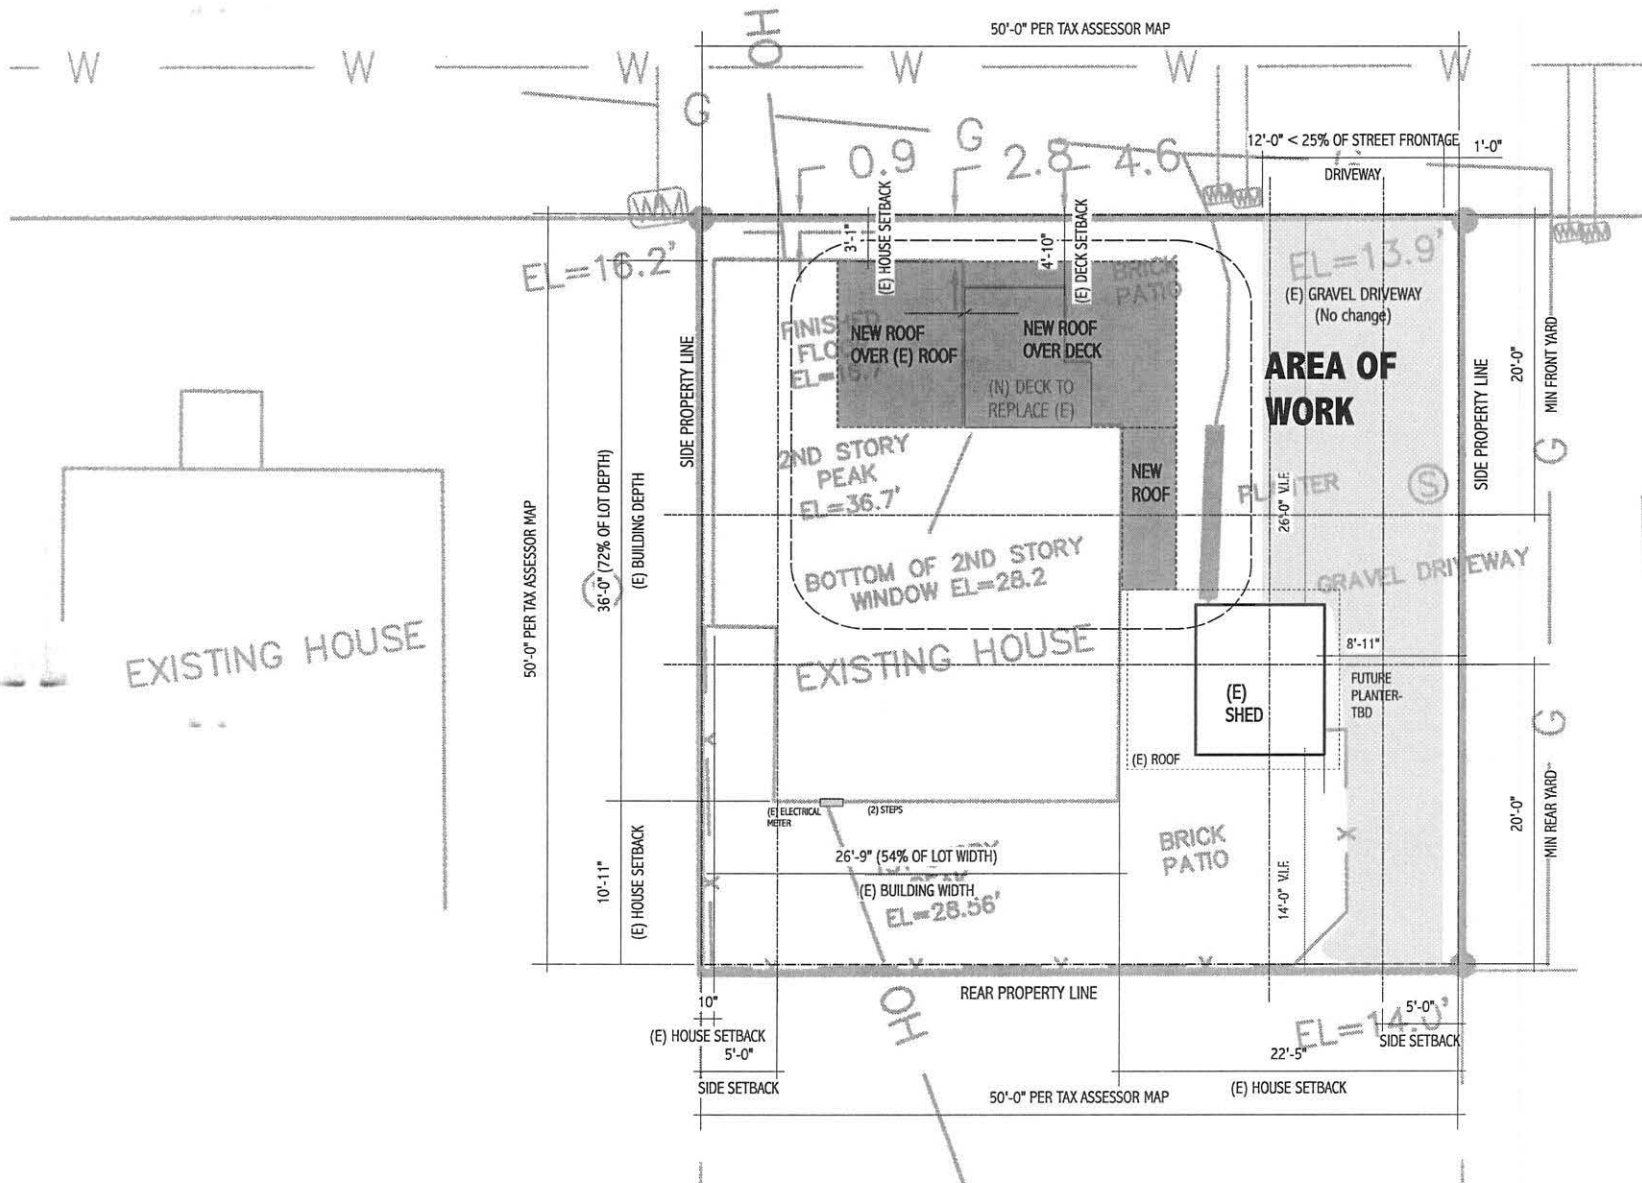 50'-0" PER TAX ASSESSOR MAP
OH
W W W W W W
G
G
0.9 2.8 4.6
12'-0" < 25% OF STREET FRONTAGE
1'-0"
DRIVEWAY
WM
WM WM
WM WM
EL=16.2'
3'-1"
(E) HOUSE SETBACK
4'-10"
(E) DECK SETBACK
BRICK
PATIO
EL=13.9'
(E) GRAVEL DRIVEWAY
(No change)
FINISHED
NEW ROOF
OVER (E) ROOF
NEW ROOF
OVER DECK
(N) DECK TO
REPLACE (E)
AREA OF
WORK
SIDE PROPERTY LINE
SIDE PROPERTY LINE
20'-0"
MIN FRONT YARD
2ND STORY
PEAK
EL=36.7'
NEW
ROOF
26'-0" V.I.F.
S
G
50'-0" PER TAX ASSESSOR MAP
36'-0" (72% OF LOT DEPTH)
(E) BUILDING DEPTH
BOTTOM OF 2ND STORY
WINDOW EL=28.2
GRAVEL DRIVEWAY
EXISTING HOUSE
EXISTING HOUSE
8'-11"
(E)
SHED
FUTURE
PLANTER-
TBD
G
(E) ROOF
(E) ELECTRICAL
METER
(2) STEPS
20'-0"
MIN REAR YARD
BRICK
PATIO
26'-9" (54% OF LOT WIDTH)
(E) BUILDING WIDTH
EL=28.56'
10'-11"
(E) HOUSE SETBACK
14'-0" V.I.F.
REAR PROPERTY LINE
10"
(E) HOUSE SETBACK
OH
EL=14.0'
5'-0"
SIDE SETBACK
5'-0"
SIDE SETBACK
22'-5"
(E) HOUSE SETBACK
50'-0" PER TAX ASSESSOR MAP